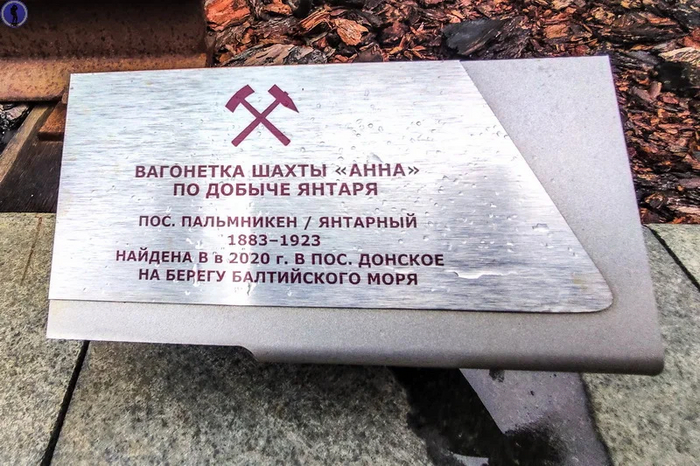 ВАГОНЕТКА ШАХТЫ «АННА»
ПО ДОБЫЧЕ ЯНТАРЯ
ПОС. ПАЛЬМНИКЕН / ЯНТАРНЫЙ
1883–1923
НАЙДЕНА В в 2020 г. В ПОС. ДОНСКОЕ
НА БЕРЕГУ БАЛТИЙСКОГО МОРЯ